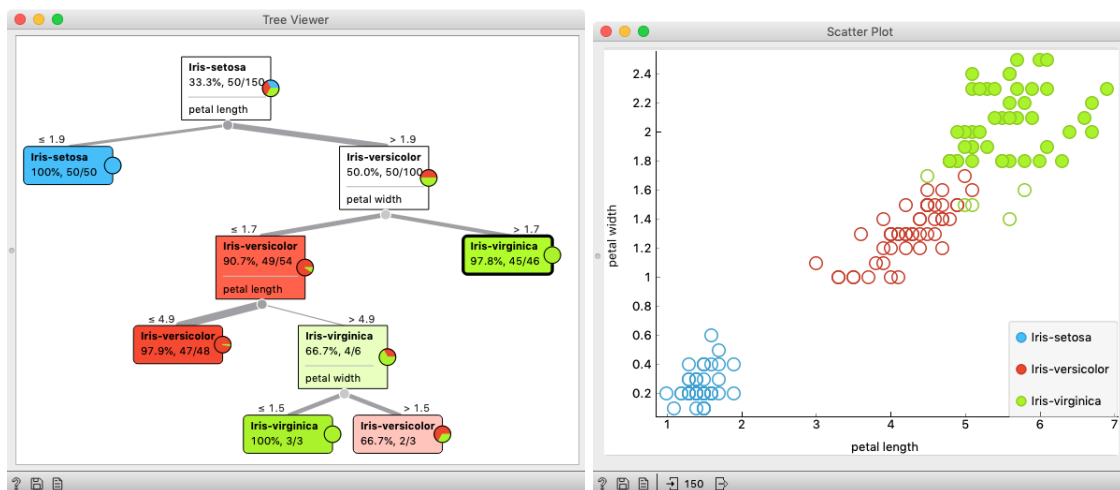 Tree Viewer
Iris-setosa
33.3%, 50/150
petal length
≤ 1.9
> 1.9
Iris-setosa
100%, 50/50
Iris-versicolor
50.0%, 50/100
petal width
≤ 1.7
> 1.7
Iris-versicolor
90.7%, 49/54
petal length
Iris-virginica
97.8%, 45/46
≤ 4.9
> 4.9
Iris-versicolor
97.9%, 47/48
Iris-virginica
66.7%, 4/6
petal width
≤ 1.5
> 1.5
Iris-virginica
100%, 3/3
Iris-versicolor
66.7%, 2/3
?
Scatter Plot
petal width
2.4
2.2
2
1.8
1.6
1.4
1.2
1
0.8
0.6
0.4
0.2
Iris-setosa
Iris-versicolor
Iris-virginica
1 2 3 4 5 6 7
petal length
? 150